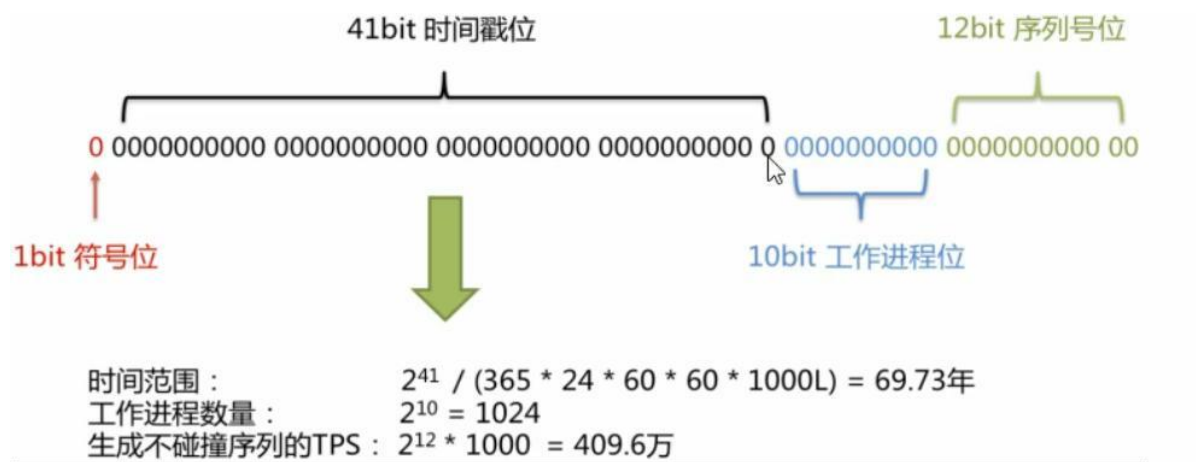 41bit 时间戳位
12bit 序列号位
0 0000000000 0000000000 0000000000 0000000000 0 0000000000 0000000000 00
1bit 符号位
10bit 工作进程位
时间范围： 2⁴¹ / (365 * 24 * 60 * 60 * 1000L) = 69.73年
工作进程数量： 2¹⁰ = 1024
生成不碰撞序列的TPS： 2¹² * 1000 = 409.6万